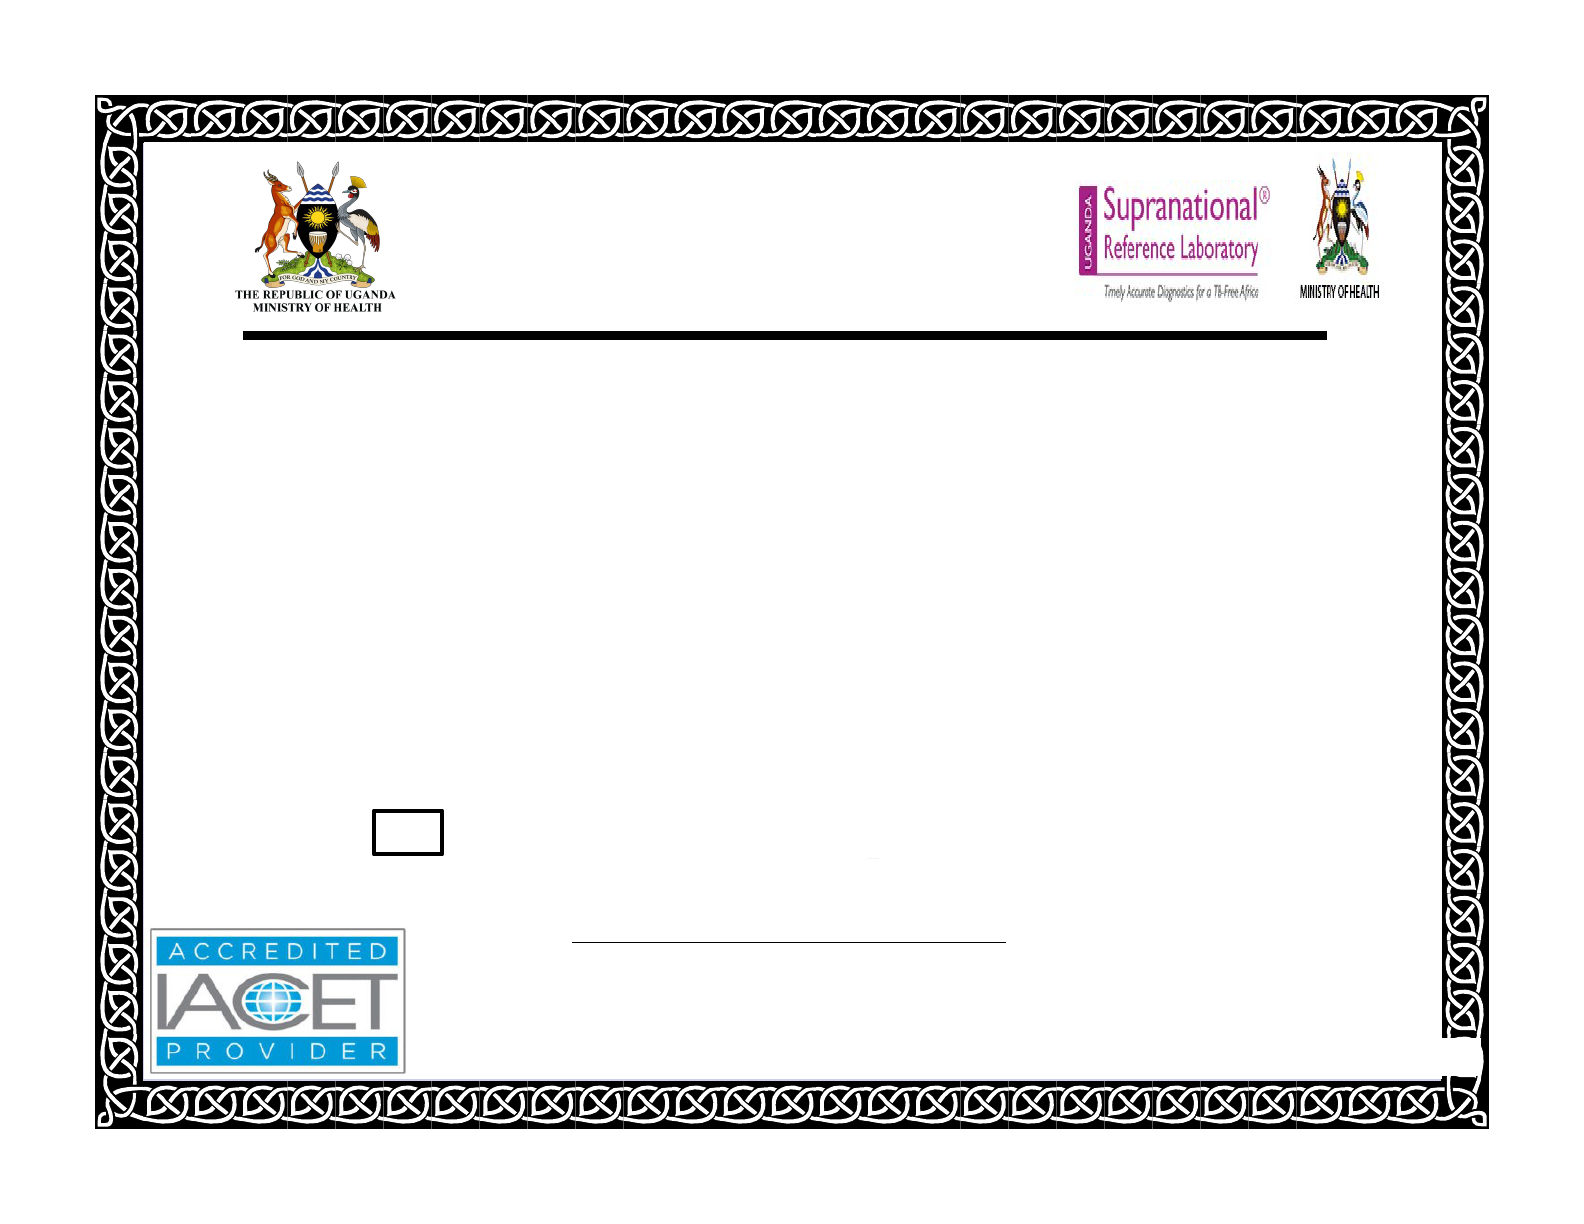 FOR GOD AND MY COUNTRY
THE REPUBLIC OF UGANDA
MINISTRY OF HEALTH
UGANDA
Supranational®
Reference Laboratory
Timely Accurate Diagnostics for a TB-Free Africa
MINISTRY OF HEALTH
ACCREDITED
IACET
PROVIDER